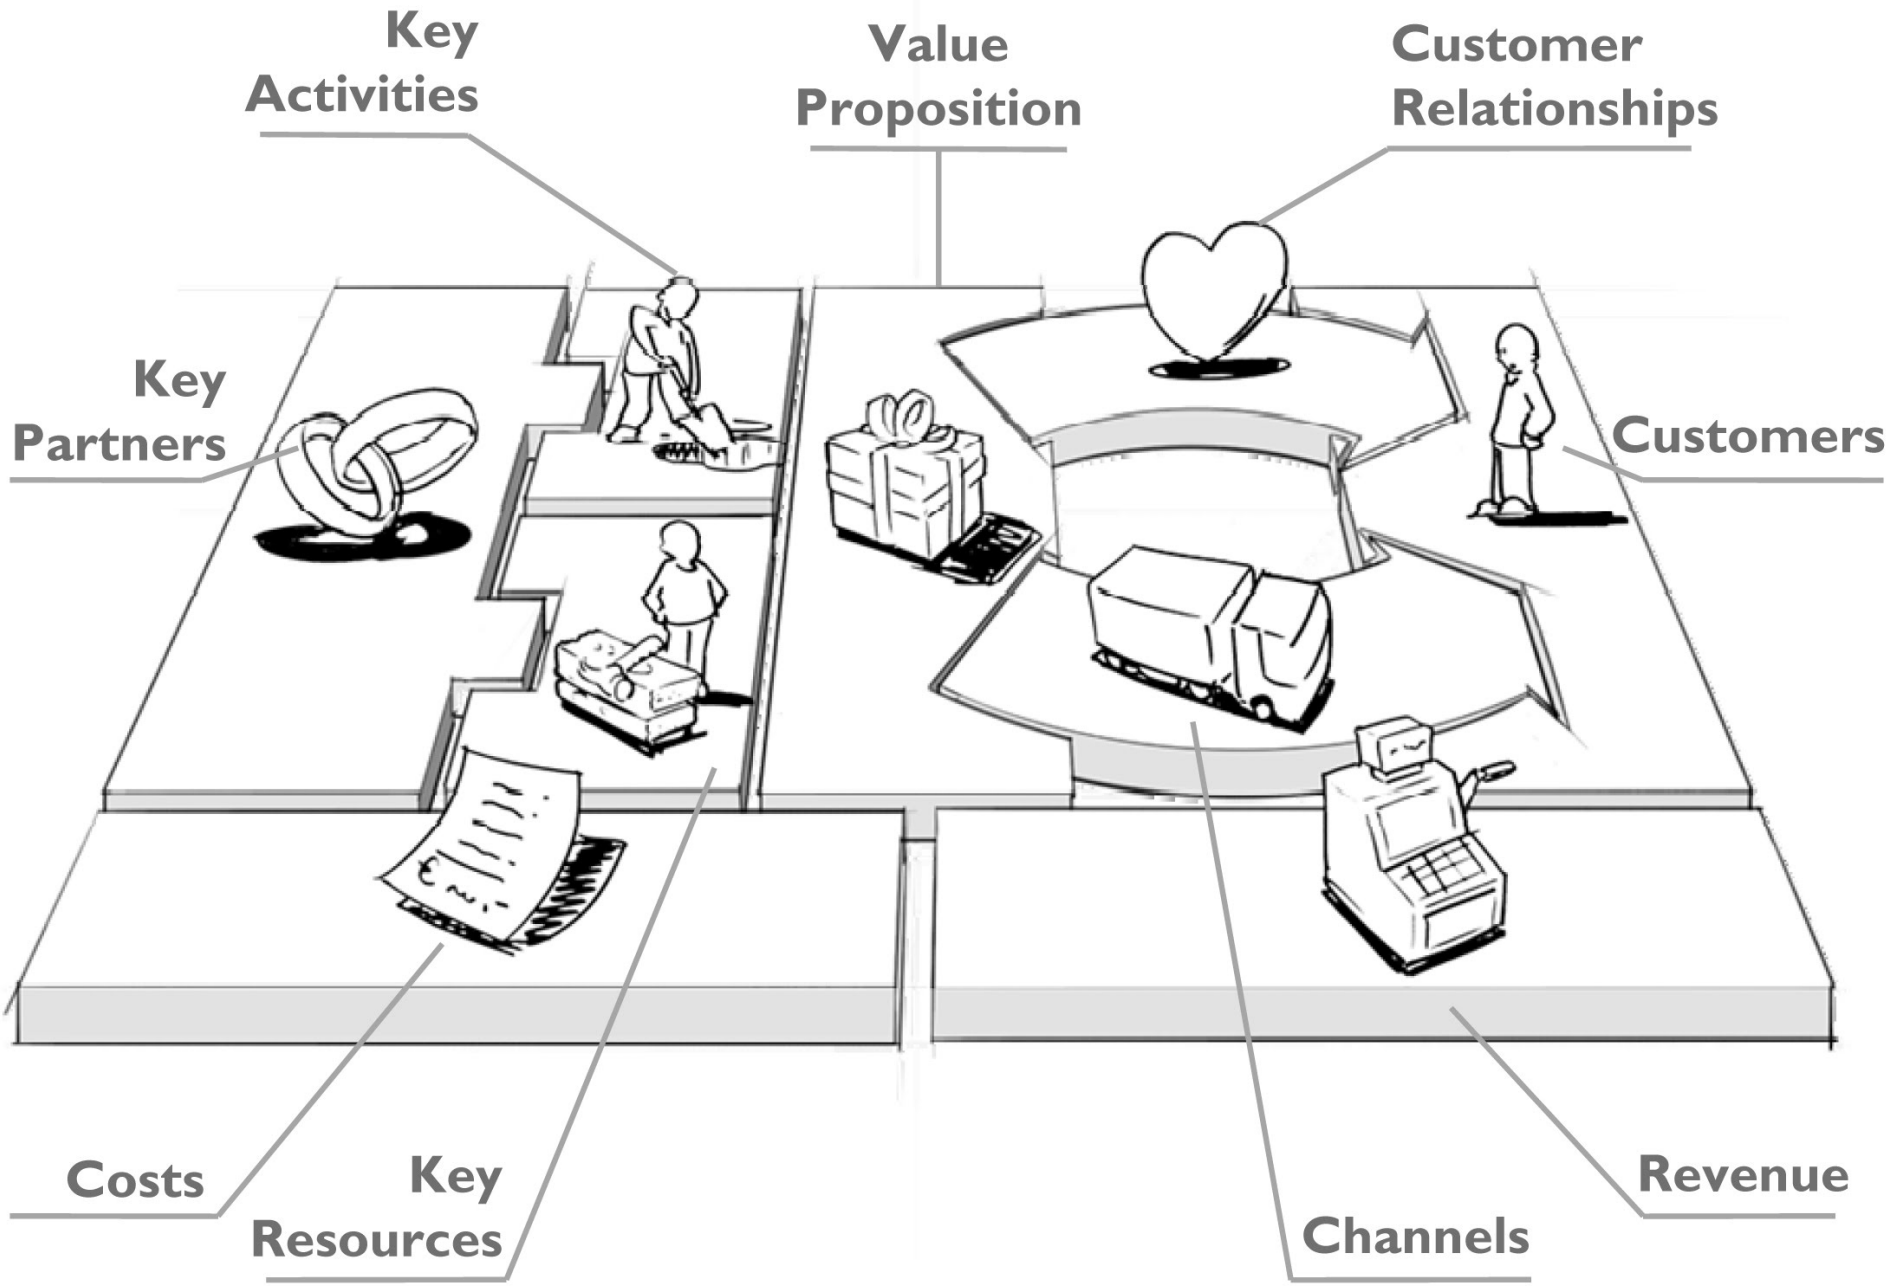 Key
Activities
Value
Proposition
Customer
Relationships
Key
Partners
Customers
€
Costs
Key
Resources
Channels
Revenue